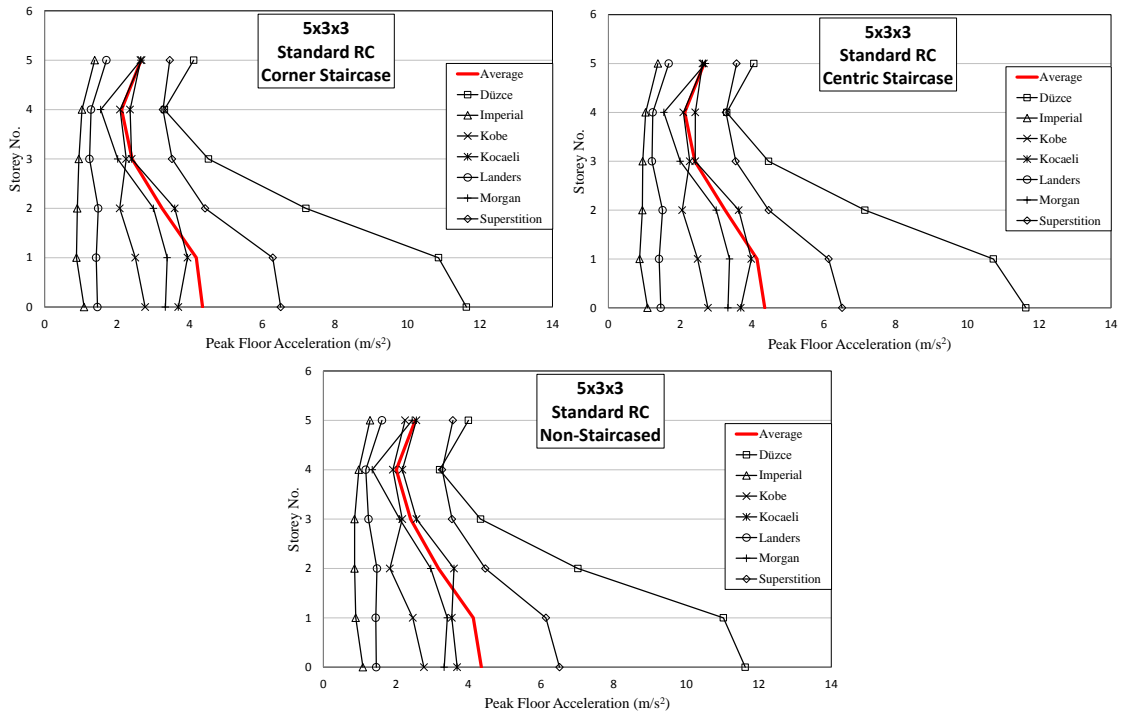 5x3x3
Standard RC
Corner Staircase
Average
Düzce
Imperial
Kobe
Kocaeli
Landers
Morgan
Superstition
6
5
4
3
2
1
0
Storey No.
0 2 4 6 8 10 12 14
Peak Floor Acceleration (m/s²)
5x3x3
Standard RC
Centric Staircase
Average
Düzce
Imperial
Kobe
Kocaeli
Landers
Morgan
Superstition
6
5
4
3
2
1
0
Storey No.
0 2 4 6 8 10 12 14
Peak Floor Acceleration (m/s²)
5x3x3
Standard RC
Non-Staircased
Average
Düzce
Imperial
Kobe
Kocaeli
Landers
Morgan
Superstition
6
5
4
3
2
1
0
Storey No.
0 2 4 6 8 10 12 14
Peak Floor Acceleration (m/s²)